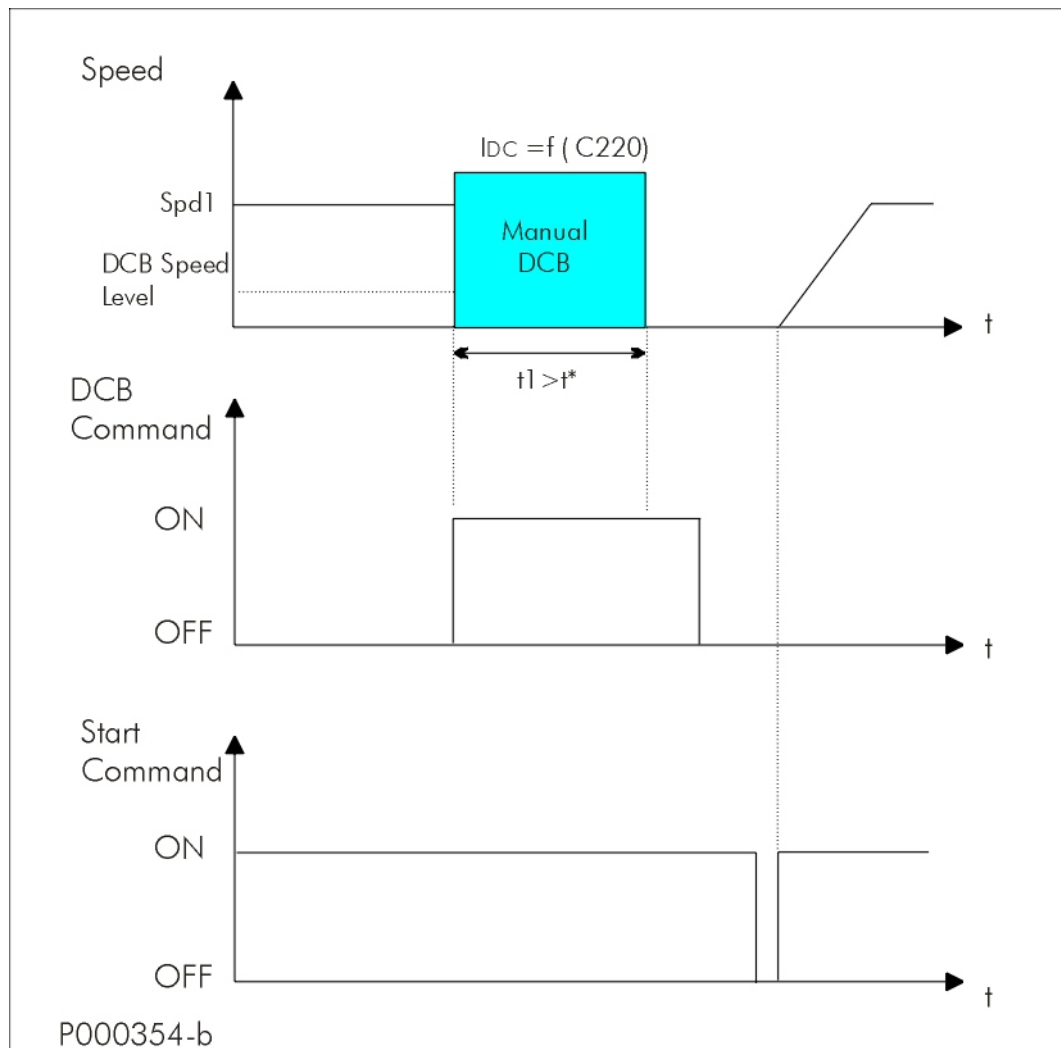 Speed
IDC =f ( C220)
Spd1
Manual
DCB
DCB Speed
Level
t
t1 >t*
DCB
Command
ON
OFF
t
Start
Command
ON
OFF
t
P000354-b